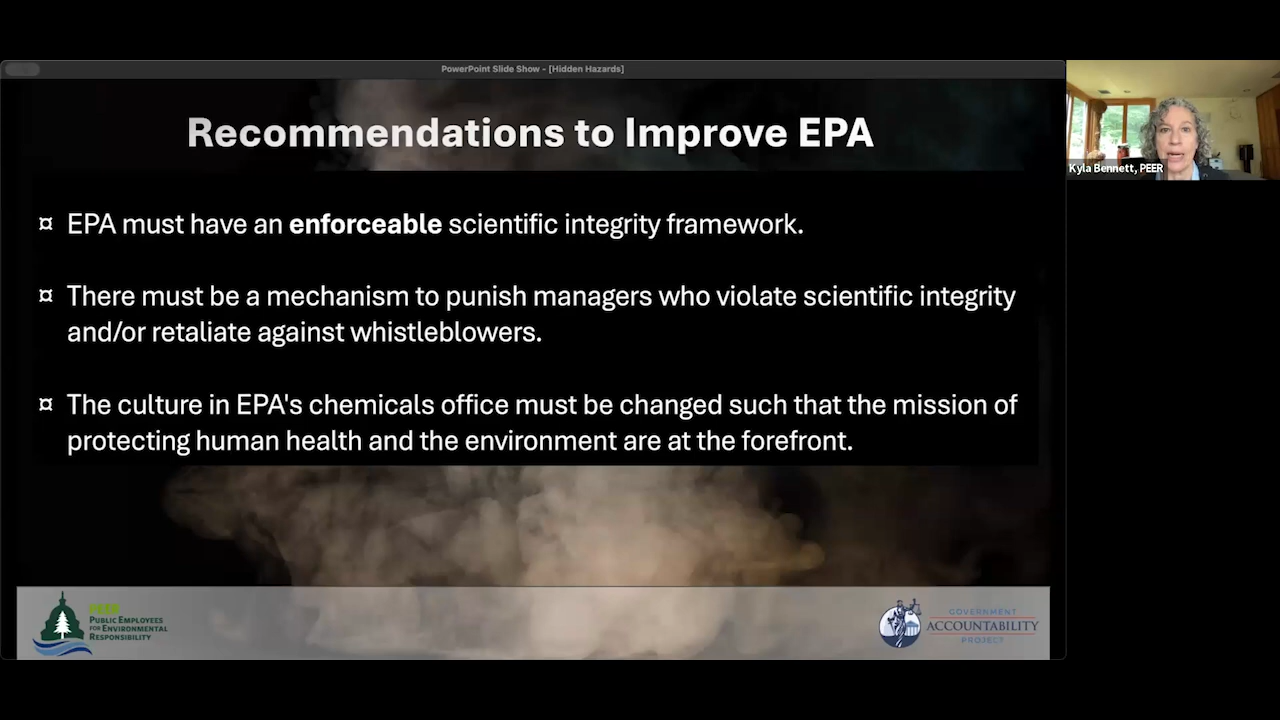 PowerPoint Slide Show - [Hidden Hazards]
Recommendations to Improve EPA
Kyla Bennett, PEER
¤ EPA must have an enforceable scientific integrity framework.
¤ There must be a mechanism to punish managers who violate scientific integrity
and/or retaliate against whistleblowers.
¤ The culture in EPA's chemicals office must be changed such that the mission of
protecting human health and the environment are at the forefront.
PEER
PUBLIC EMPLOYEES
FOR ENVIRONMENTAL
RESPONSIBILITY
GOVERNMENT
ACCOUNTABILITY
PROJECT